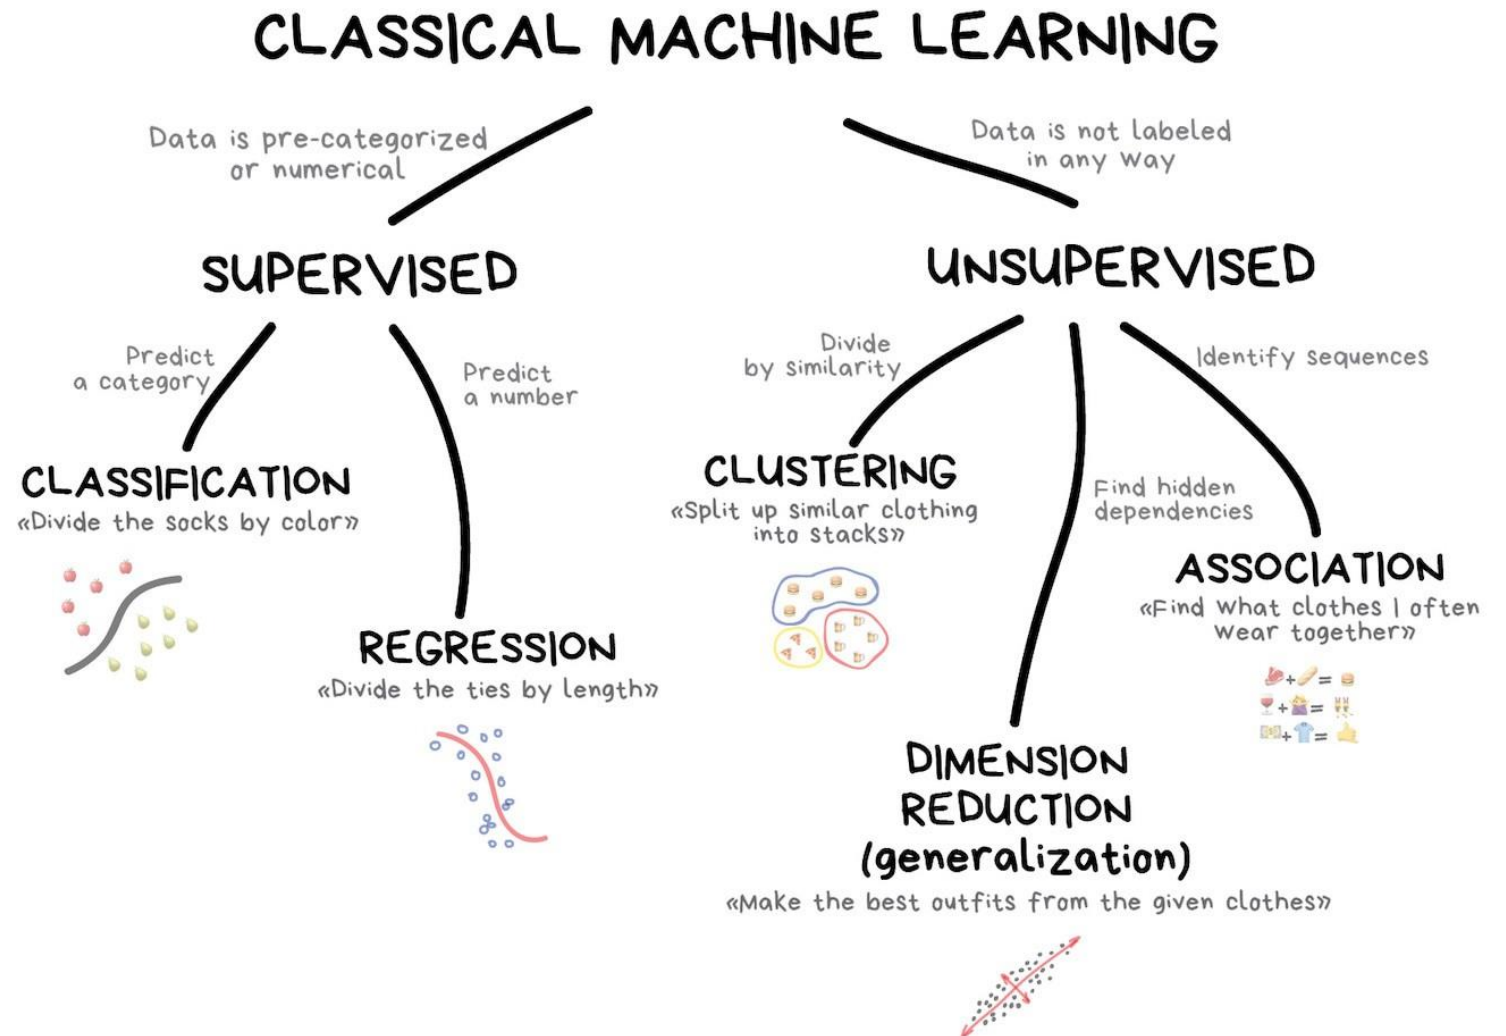 CLASSICAL MACHINE LEARNING
Data is pre-categorized
or numerical
Data is not labeled
in any way
SUPERVISED
UNSUPERVISED
Predict
a category
Predict
a number
Divide
by similarity
Identify sequences
CLASSIFICATION
«Divide the socks by color»
CLUSTERING
«Split up similar clothing
into stacks»
Find hidden
dependencies
ASSOCIATION
«Find what clothes I often
wear together»
REGRESSION
«Divide the ties by length»
+ =
+ =
+ =
DIMENSION
REDUCTION
(generalization)
«Make the best outfits from the given clothes»